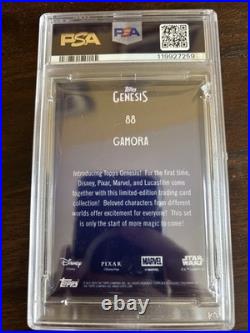 PSA
PSA
119927259
Topps
GENESIS
88
GAMORA
Introducing Topps Genesis! For the first time,
Disney, Pixar, Marvel, and Lucasfilm come
together with this limited-edition trading card
collection! Beloved characters from different
worlds offer excitement for everyone! This set
is only the start of more magic to come!
Disney
PIXAR
MARVEL
© MARVEL
STAR
WARS
Topps